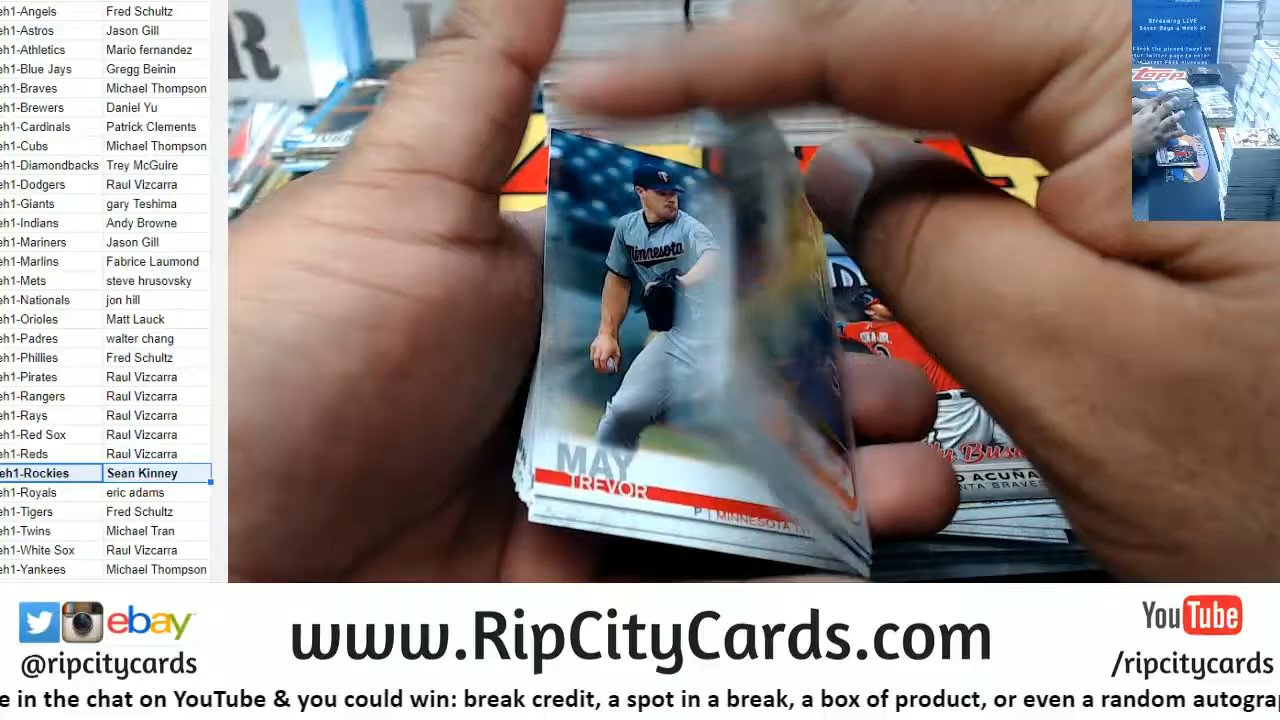 eh1-Angels Fred Schultz
eh1-Astros Jason Gill
eh1-Athletics Mario fernandez
eh1-Blue Jays Gregg Beinin
eh1-Braves Michael Thompson
eh1-Brewers Daniel Yu
eh1-Cardinals Patrick Clements
eh1-Cubs Michael Thompson
eh1-Diamondbacks Trey McGuire
eh1-Dodgers Raul Vizcarra
eh1-Giants gary Teshima
eh1-Indians Andy Browne
eh1-Mariners Jason Gill
eh1-Marlins Fabrice Laumond
eh1-Mets steve hrusovsky
eh1-Nationals jon hill
eh1-Orioles Matt Lauck
eh1-Padres walter chang
eh1-Phillies Fred Schultz
eh1-Pirates Raul Vizcarra
eh1-Rangers Raul Vizcarra
eh1-Rays Raul Vizcarra
eh1-Red Sox Raul Vizcarra
eh1-Reds Raul Vizcarra
eh1-Rockies Sean Kinney
eh1-Royals eric adams
eh1-Tigers Fred Schultz
eh1-Twins Michael Tran
eh1-White Sox Raul Vizcarra
eh1-Yankees Michael Thompson
R
Streaming LIVE
Topps
Minnesota
MAY
TREVOR
P | MINNESOTA
ACUÑA
NTA BRAVES
ebay
@ripcitycards
www.RipCityCards.com
YouTube
/ripcitycards
e in the chat on YouTube & you could win: break credit, a spot in a break, a box of product, or even a random autogra